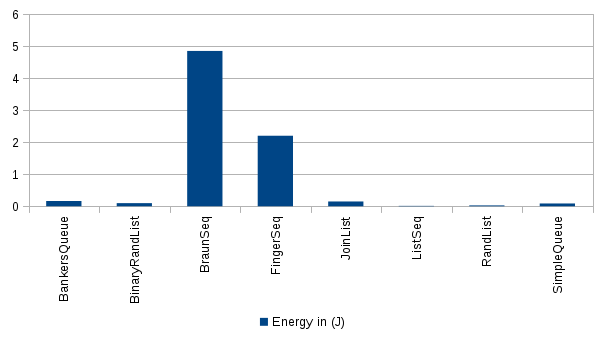 6
5
4
3
2
1
0
BankersQueue
BinaryRandList
BraunSeq
FingerSeq
JoinList
ListSeq
RandList
SimpleQueue
Energy in (J)